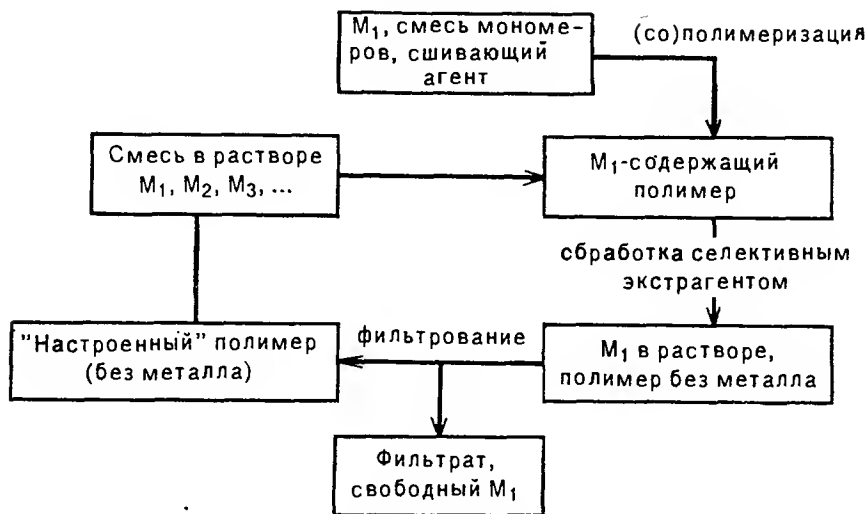 M₁, смесь мономе-
ров, сшивающий
агент
(со)полимеризация
Смесь в растворе
M₁, M₂, M₃, ...
M₁-содержащий
полимер
сбработка селективным
экстрагентом
"Настроенный" полимер
(без металла)
фильтрование
M₁ в растворе,
полимер без металла
Фильтрат,
свободный M₁